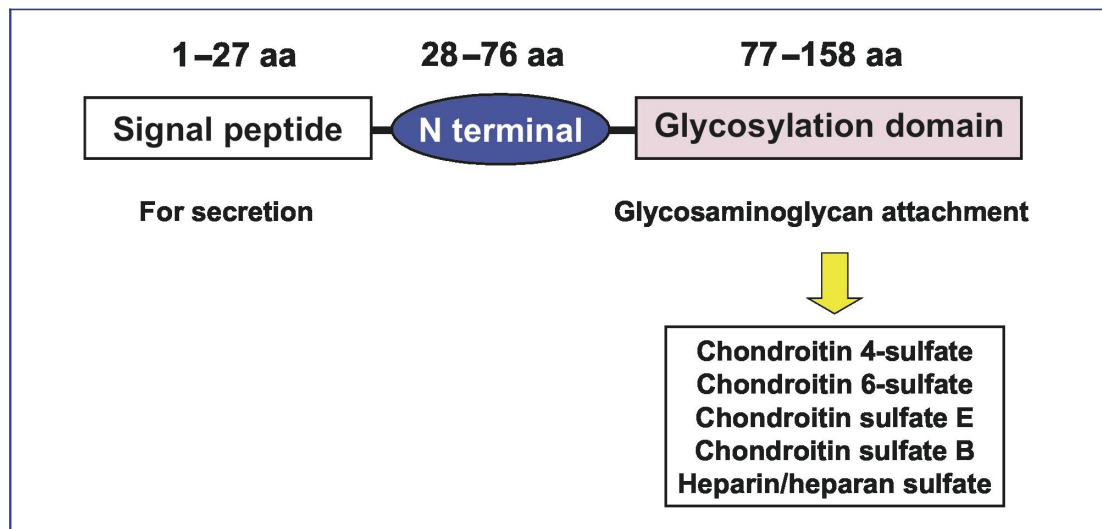 1–27 aa 28–76 aa 77–158 aa
Signal peptide N terminal Glycosylation domain
For secretion Glycosaminoglycan attachment
Chondroitin 4-sulfate
Chondroitin 6-sulfate
Chondroitin sulfate E
Chondroitin sulfate B
Heparin/heparan sulfate